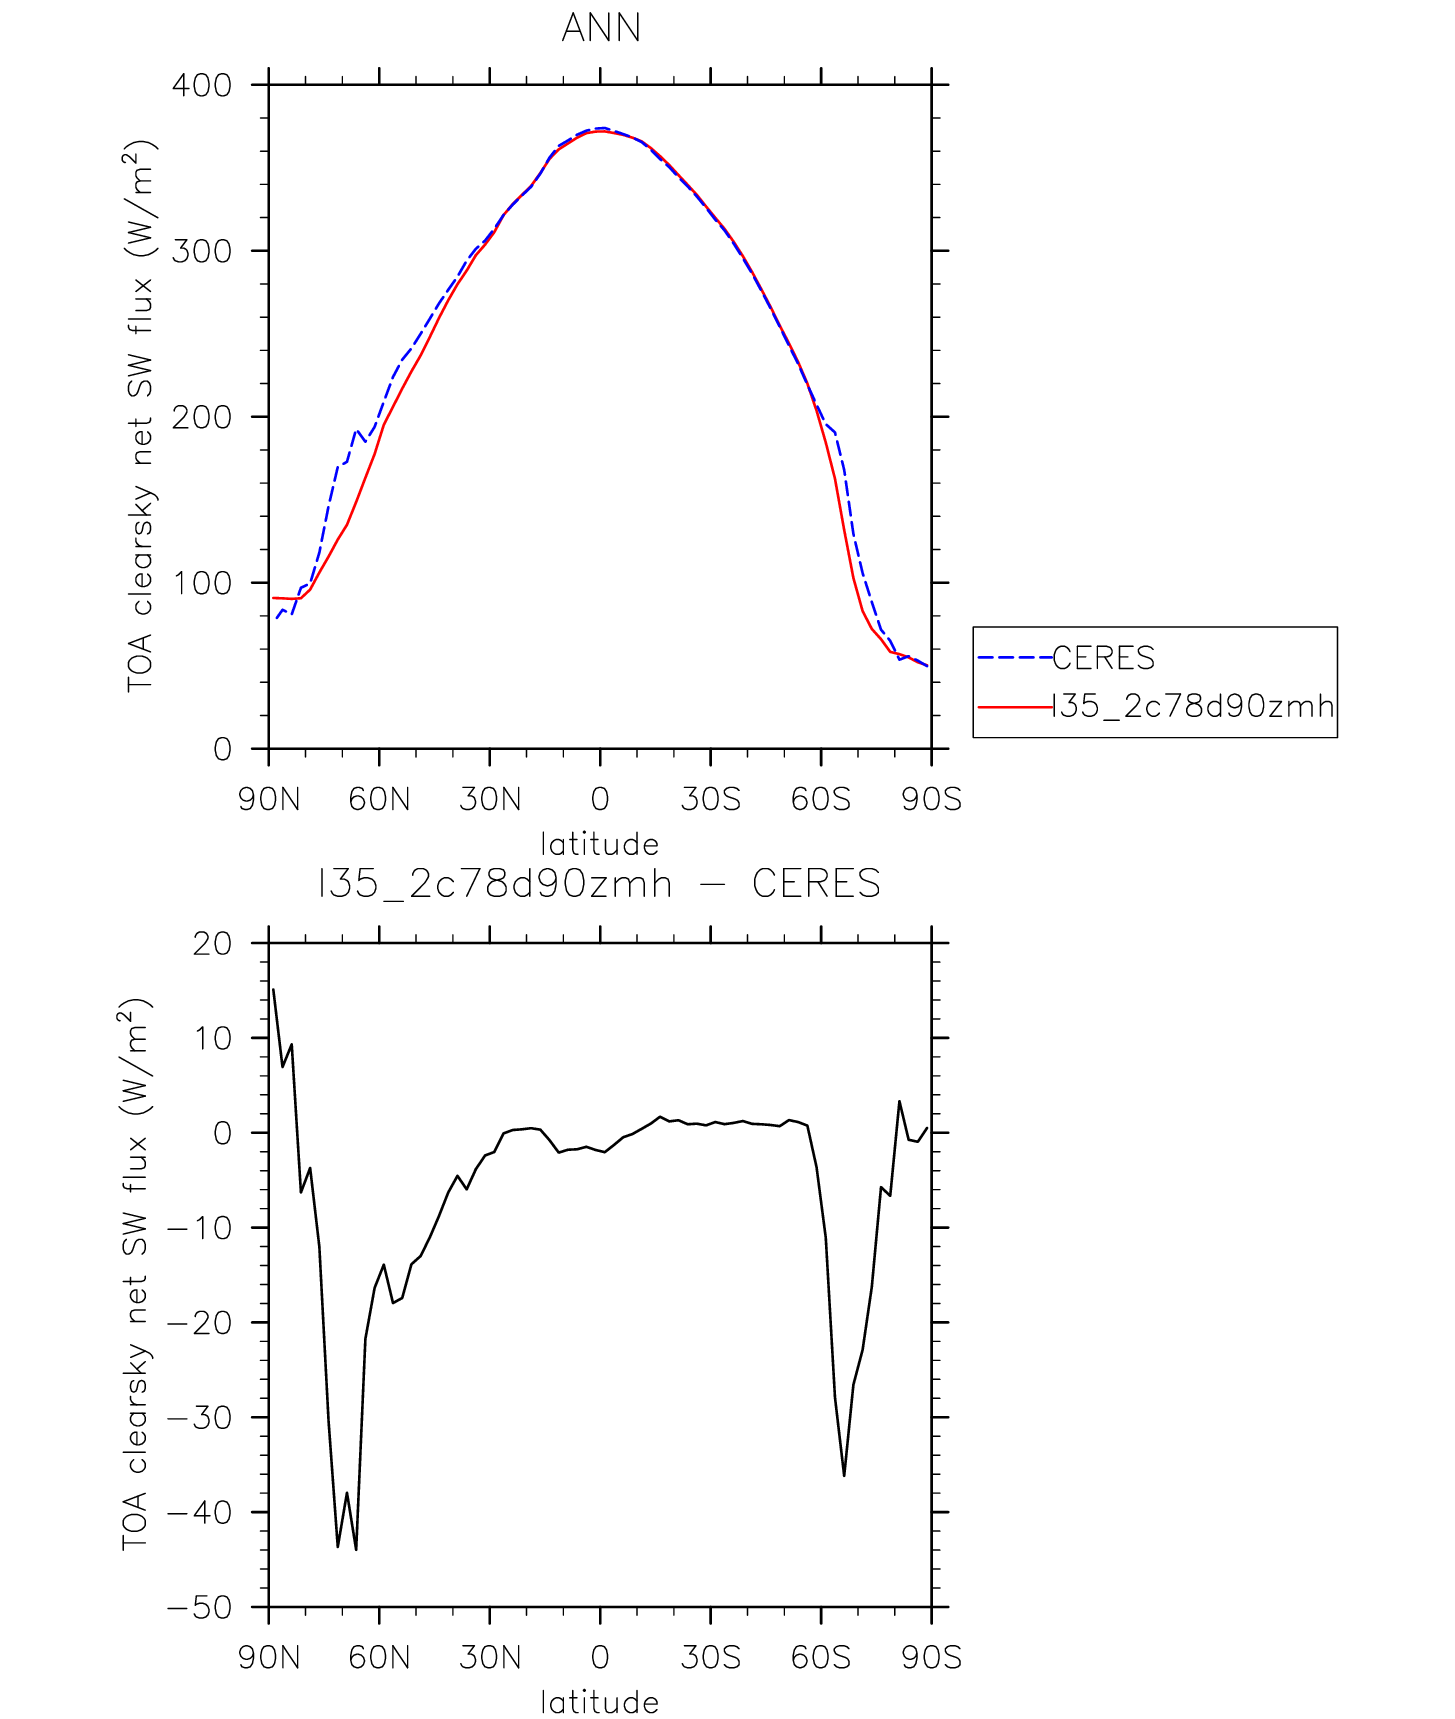 ANN
TOA clearsky net SW flux (W/m²)
400
300
200
100
0
90N 60N 30N 0 30S 60S 90S
latitude
CERES
I35_2c78d90zmh
I35_2c78d90zmh − CERES
TOA clearsky net SW flux (W/m²)
20
10
0
−10
−20
−30
−40
−50
90N 60N 30N 0 30S 60S 90S
latitude